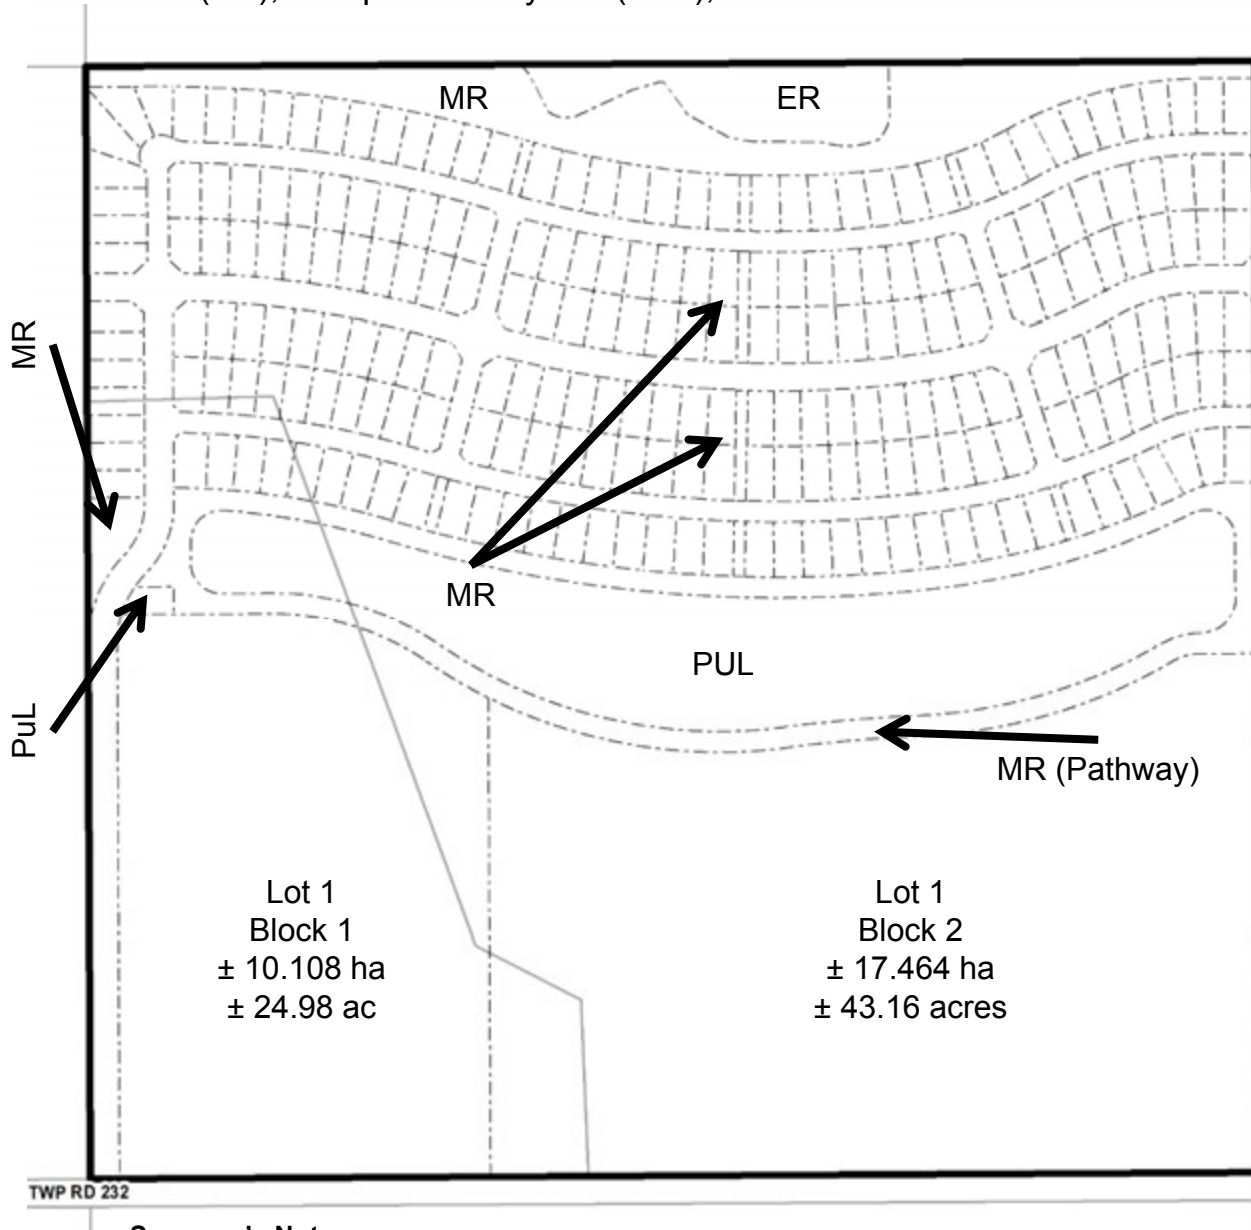 MR
ER
MR
MR
PUL
PuL
MR (Pathway)
Lot 1
Block 1
± 10.108 ha
± 24.98 ac
Lot 1
Block 2
± 17.464 ha
± 43.16 acres
TWP RD 232